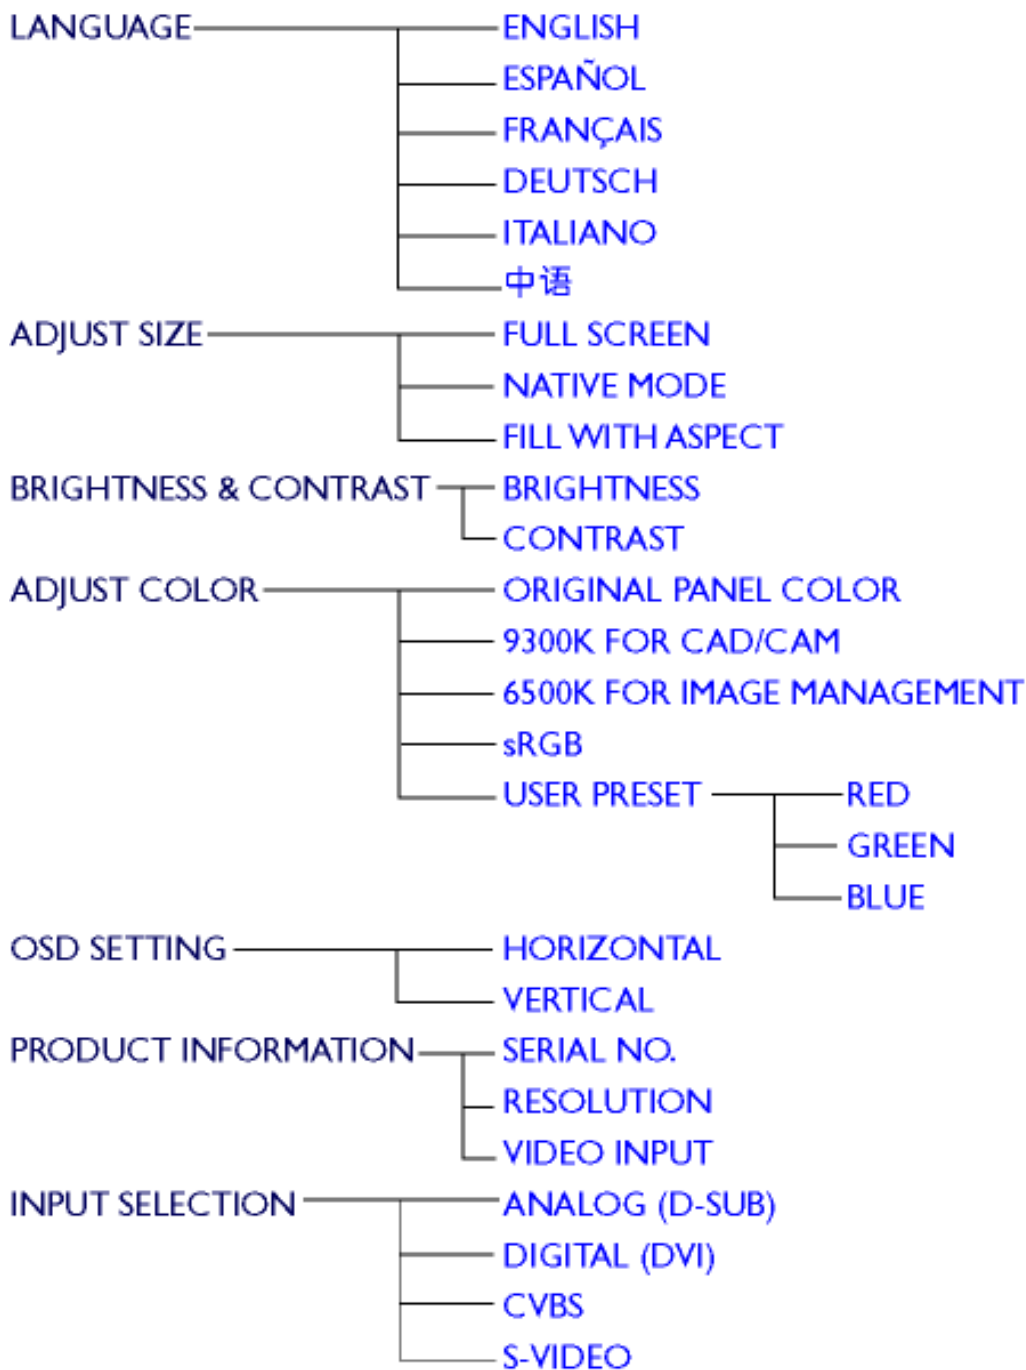 LANGUAGE ENGLISH
ESPAÑOL
FRANÇAIS
DEUTSCH
ITALIANO
中语
ADJUST SIZE FULL SCREEN
NATIVE MODE
FILL WITH ASPECT
BRIGHTNESS & CONTRAST BRIGHTNESS
CONTRAST
ADJUST COLOR ORIGINAL PANEL COLOR
9300K FOR CAD/CAM
6500K FOR IMAGE MANAGEMENT
sRGB
USER PRESET RED
GREEN
BLUE
OSD SETTING HORIZONTAL
VERTICAL
PRODUCT INFORMATION SERIAL NO.
RESOLUTION
VIDEO INPUT
INPUT SELECTION ANALOG (D-SUB)
DIGITAL (DVI)
CVBS
S-VIDEO